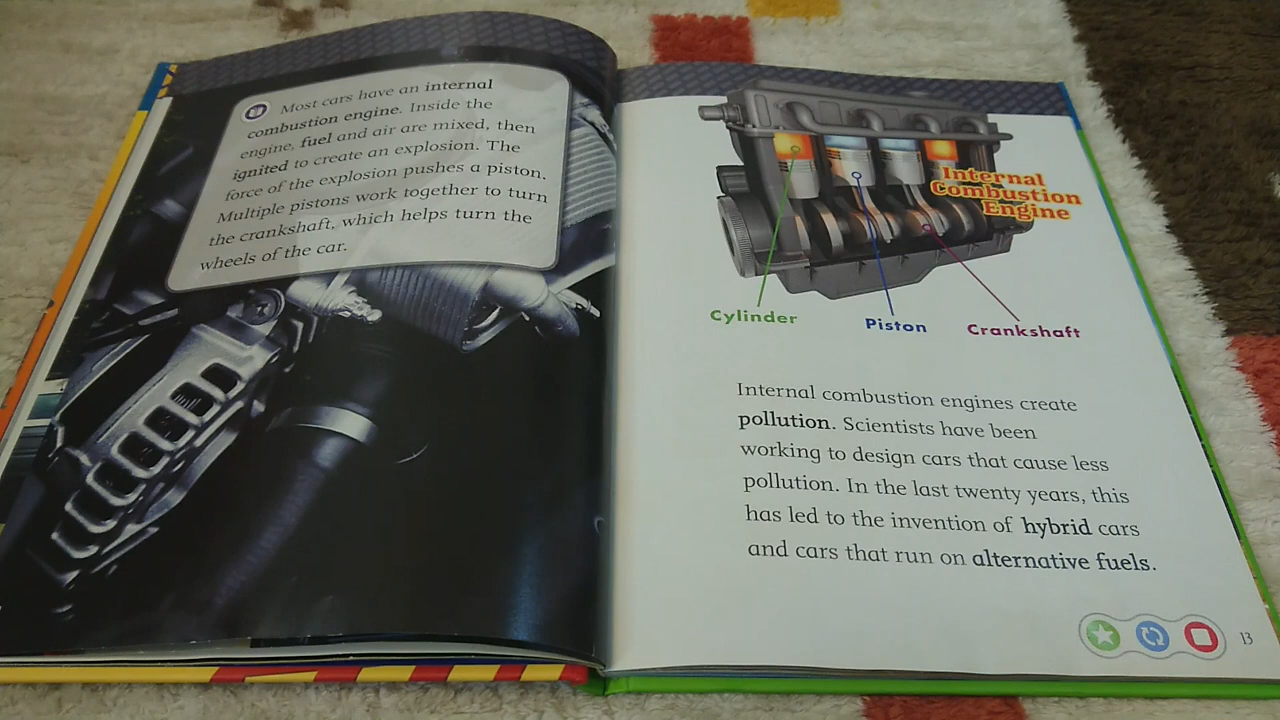 Most cars have an internal
combustion engine. Inside the
engine, fuel and air are mixed, then
ignited to create an explosion. The
force of the explosion pushes a piston.
Multiple pistons work together to turn
the crankshaft, which helps turn the
wheels of the car.
Internal
Combustion
Engine
Cylinder
Piston
Crankshaft
Internal combustion engines create
pollution. Scientists have been
working to design cars that cause less
pollution. In the last twenty years, this
has led to the invention of hybrid cars
and cars that run on alternative fuels.
13